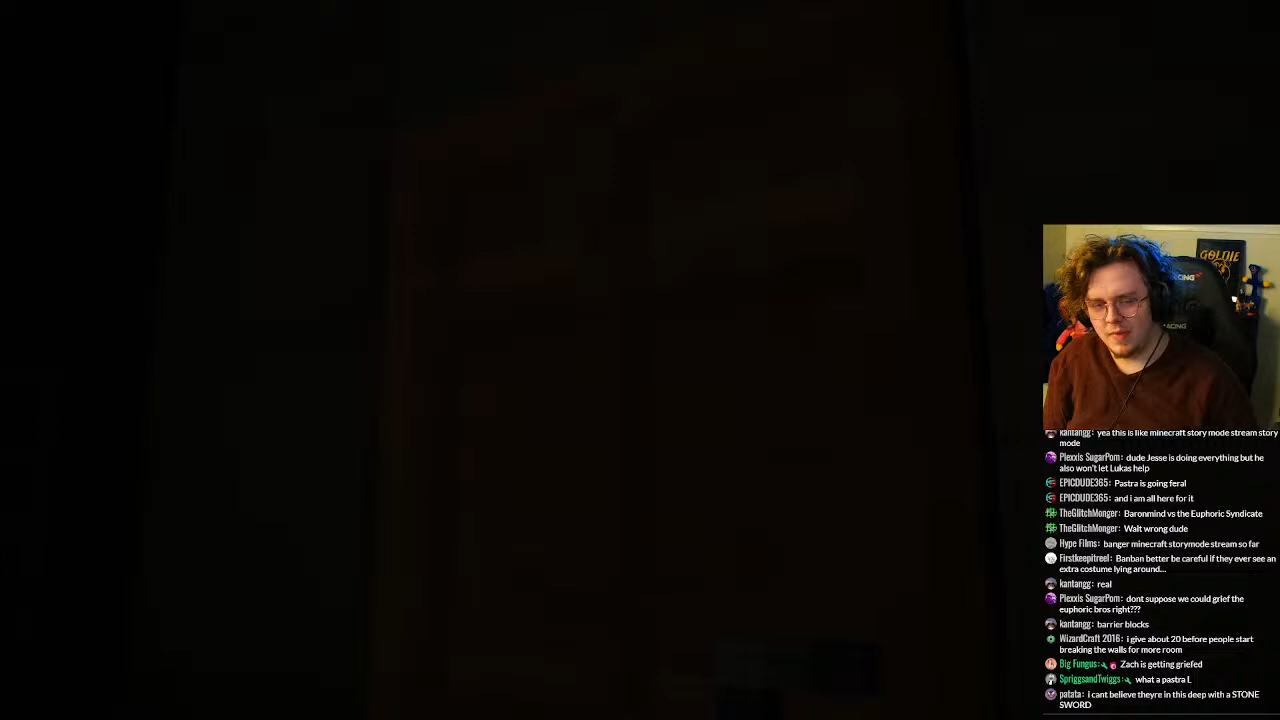 GOLDIE
CING
RACING
kantangg: yea this is like minecraft story mode stream story
mode
Plexxis SugarPom: dude Jesse is doing everything but he
also won't let Lukas help
EPICDUDE365: Pastra is going feral
EPICDUDE365: and i am all here for it
TheGlitchMonger: Baronmind vs the Euphoric Syndicate
TheGlitchMonger: Wait wrong dude
Hype Films: banger minecraft storymode stream so far
Firstkeepitreel: Banban better be careful if they ever see an
extra costume lying around...
kantangg: real
Plexxis SugarPom: dont suppose we could grief the
euphoric bros right???
kantangg: barrier blocks
WizardCraft 2016: i give about 20 before people start
breaking the walls for more room
Big Fungus: Zach is getting griefed
SpriggsandTwiggs: what a pastra L
patata: i cant believe theyre in this deep with a STONE
SWORD